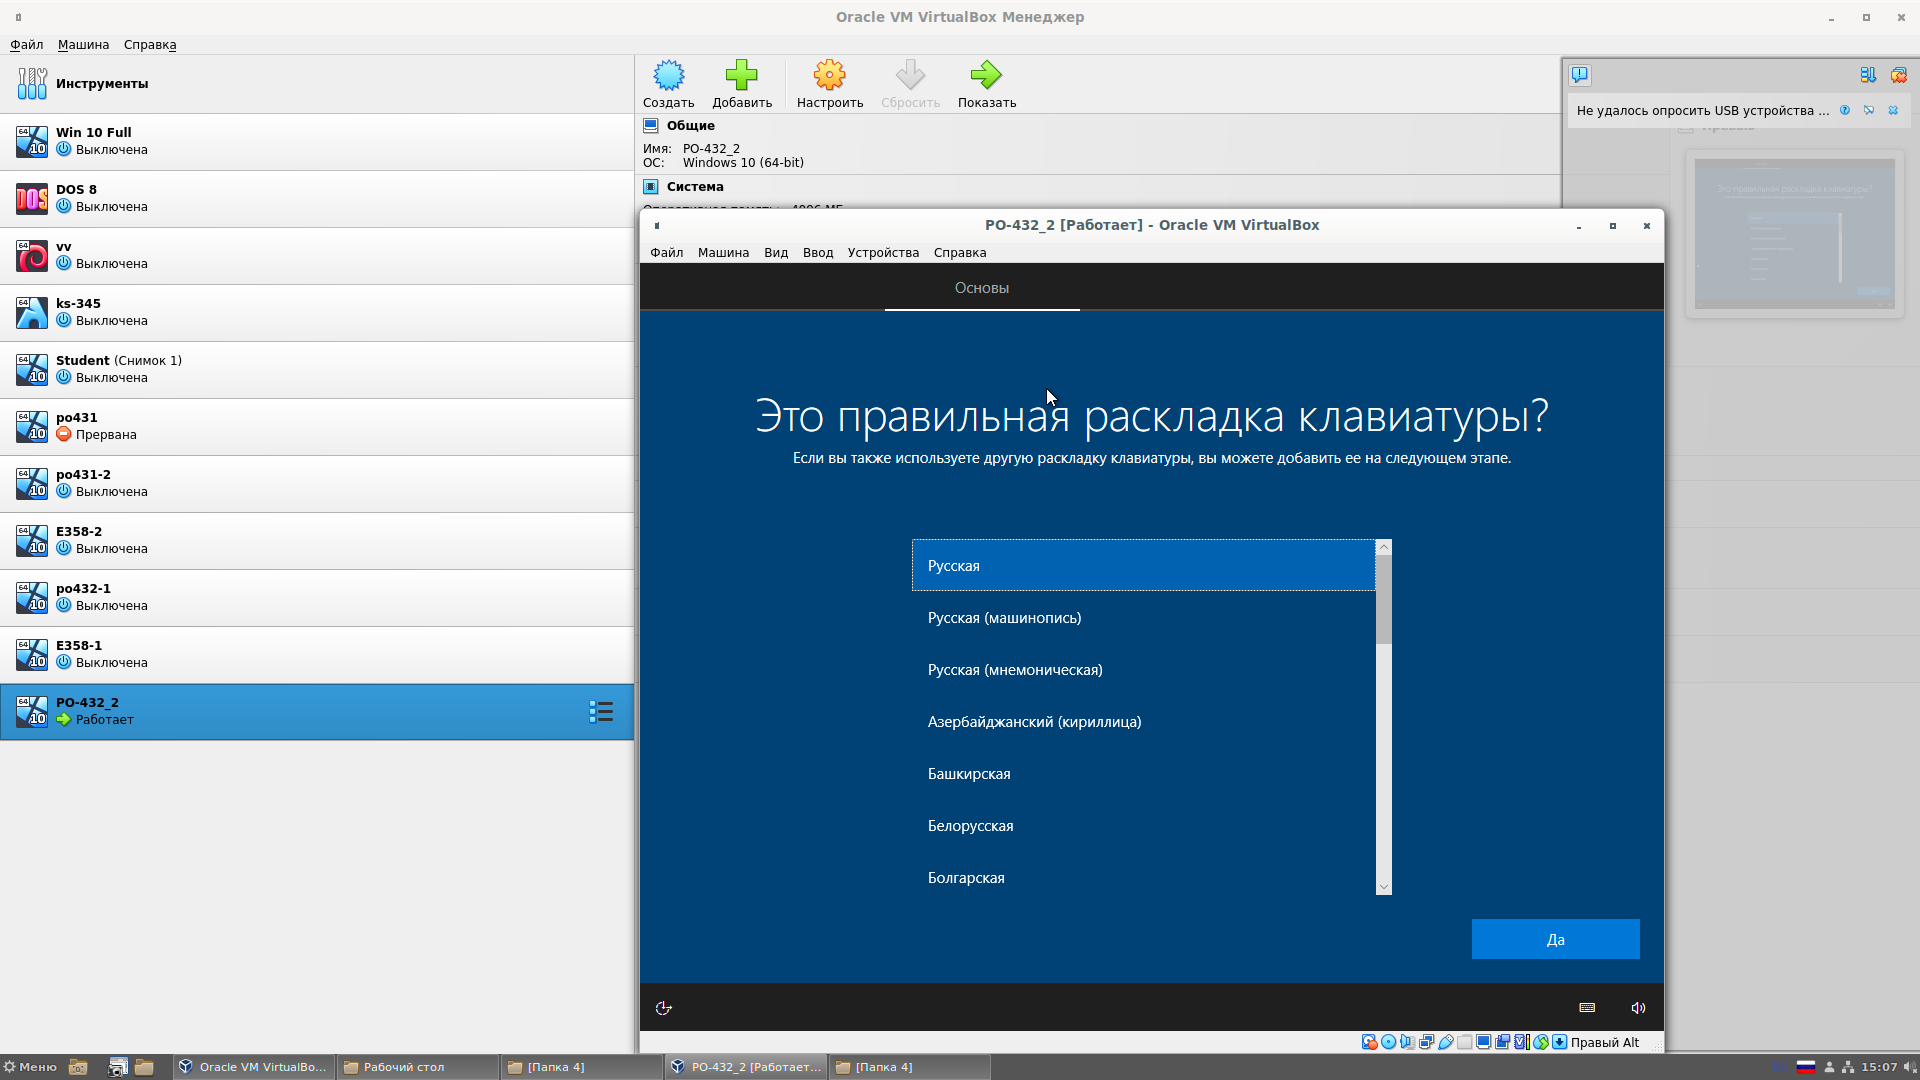 Oracle VM VirtualBox Менеджер
Файл Машина Справка
Инструменты
Win 10 Full
Выключена
DOS 8
Выключена
vv
Выключена
ks-345
Выключена
Student (Снимок 1)
Выключена
po431
Прервана
po431-2
Выключена
E358-2
Выключена
po432-1
Выключена
E358-1
Выключена
PO-432_2
Работает
Создать Добавить Настроить Сбросить Показать
Общие
Имя: PO-432_2
ОС: Windows 10 (64-bit)
Система
Не удалось опросить USB устройства ...
PO-432_2 [Работает] - Oracle VM VirtualBox
Файл Машина Вид Ввод Устройства Справка
Основы
Это правильная раскладка клавиатуры?
Если вы также используете другую раскладку клавиатуры, вы можете добавить ее на следующем этапе.
Русская
Русская (машинопись)
Русская (мнемоническая)
Азербайджанский (кириллица)
Башкирская
Белорусская
Болгарская
Да
Правый Alt
Меню Oracle VM VirtualBo... Рабочий стол [Папка 4] PO-432_2 [Работает... [Папка 4] 15:07